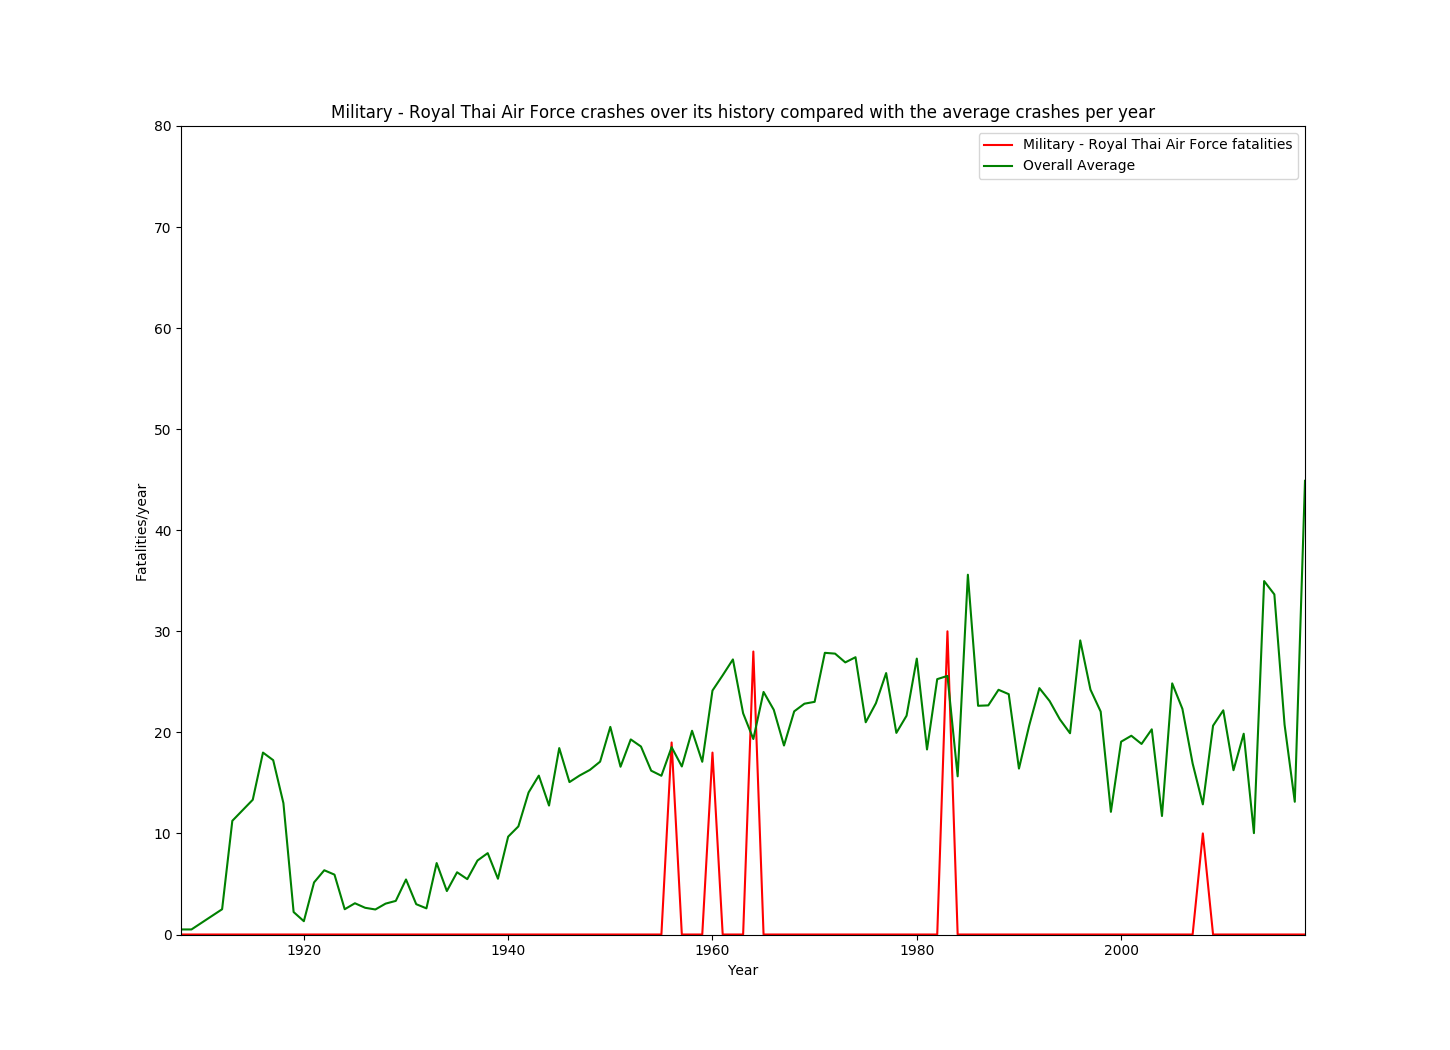 Military - Royal Thai Air Force crashes over its history compared with the average crashes per year
Military - Royal Thai Air Force fatalities
Overall Average
80
70
60
50
40
30
20
10
0
Fatalities/year
1920 1940 1960 1980 2000
Year